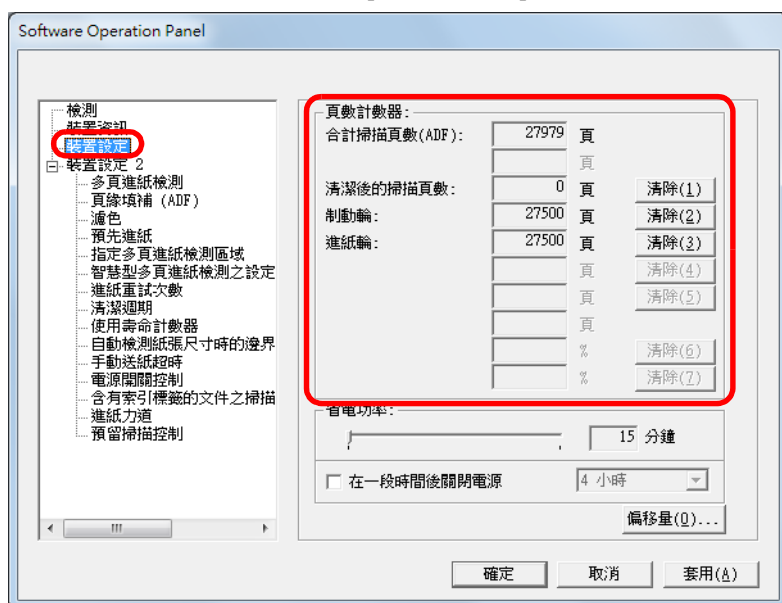 Software Operation Panel
檢測
裝置資訊
裝置設定
裝置設定 2
多頁進紙檢測
頁緣填補 (ADF)
濾色
預先進紙
指定多頁進紙檢測區域
智慧型多頁進紙檢測之設定
進紙重試次數
清潔週期
使用壽命計數器
自動檢測紙張尺寸時的邊界
手動送紙超時
電源開關控制
含有索引標籤的文件之掃描
進紙力道
預留掃描控制
頁數計數器:
合計掃描頁數(ADF): 27979 頁
頁
清潔後的掃描頁數: 0 頁 清除(1)
制動輪: 27500 頁 清除(2)
進紙輪: 27500 頁 清除(3)
頁 清除(4)
頁 清除(5)
頁
% 清除(6)
% 清除(7)
省電功率:
15 分鐘
在一段時間後關閉電源 4 小時
偏移量(O)...
確定 取消 套用(A)